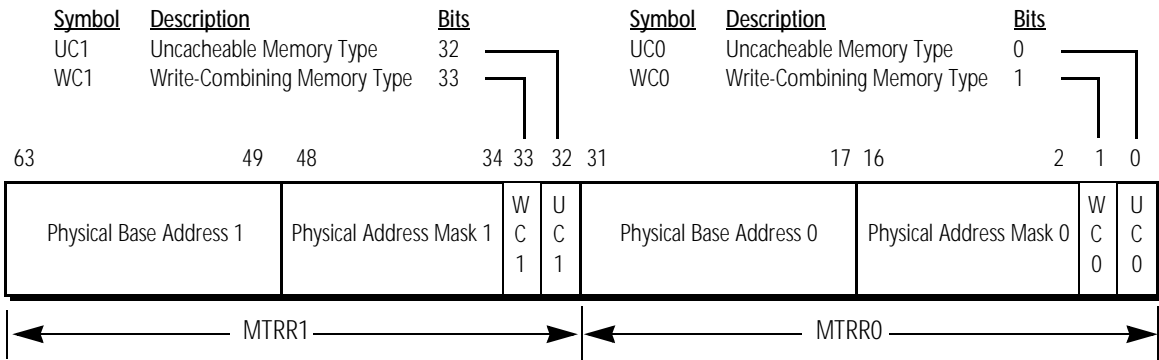 Symbol Description Bits
UC1 Uncacheable Memory Type 32
WC1 Write-Combining Memory Type 33
Symbol Description Bits
UC0 Uncacheable Memory Type 0
WC0 Write-Combining Memory Type 1
63 49 48 34 33 32 31 17 16 2 1 0
Physical Base Address 1
Physical Address Mask 1
W
C
1
U
C
1
Physical Base Address 0
Physical Address Mask 0
W
C
0
U
C
0
MTRR1
MTRR0